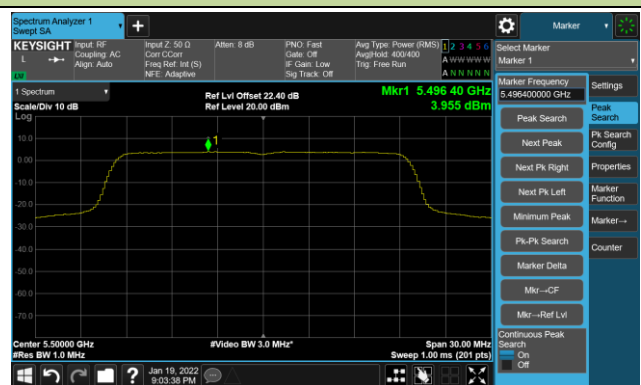 Spectrum Analyzer 1
Swept SA
Marker
KEYSIGHT
L
Input: RF
Coupling: AC
Align: Auto
Input Z: 50 Ω
Corr CCorr
Freq Ref: Int (S)
NFE: Adaptive
Atten: 8 dB
PNO: Fast
Gate: Off
IF Gain: Low
Sig Track: Off
Avg Type: Power (RMS)
Avg|Hold: 400/400
Trig: Free Run
1 2 3 4 5 6
A W W W W W
A N N N N N
Select Marker
Marker 1
1 Spectrum
Scale/Div 10 dB
Log
Ref Lvl Offset 22.40 dB
Ref Level 20.00 dBm
Mkr1 5.496 40 GHz
3.955 dBm
10.0
0.00
-10.0
-20.0
-30.0
-40.0
-50.0
-60.0
-70.0
1
Center 5.50000 GHz
#Res BW 1.0 MHz
#Video BW 3.0 MHz*
Span 30.00 MHz
Sweep 1.00 ms (201 pts)
Jan 19, 2022
9:03:38 PM
Marker Frequency
5.496400000 GHz
Peak Search
Next Peak
Next Pk Right
Next Pk Left
Minimum Peak
Pk-Pk Search
Marker Delta
Mkr→CF
Mkr→Ref Lvl
Continuous Peak
Search
On
Off
Settings
Peak
Search
Pk Search
Config
Properties
Marker
Function
Marker→
Counter